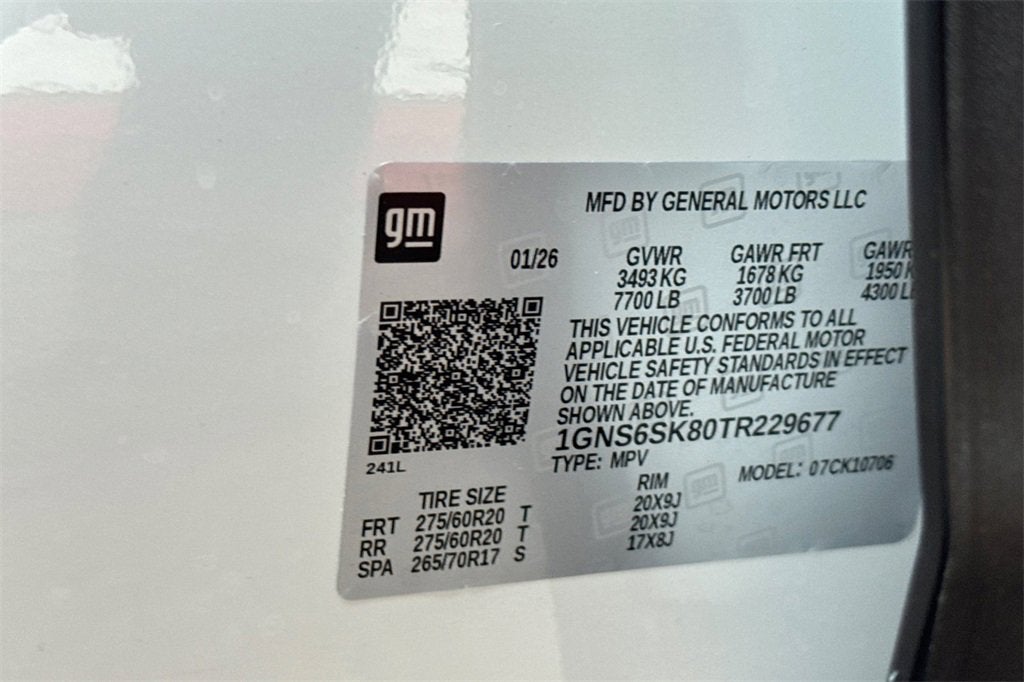 gm
MFD BY GENERAL MOTORS LLC
01/26 GVWR GAWR FRT GAWR
3493 KG 1678 KG 1950 K
7700 LB 3700 LB 4300 L
THIS VEHICLE CONFORMS TO ALL
APPLICABLE U.S. FEDERAL MOTOR
VEHICLE SAFETY STANDARDS IN EFFECT
ON THE DATE OF MANUFACTURE
SHOWN ABOVE.
1GNS6SK80TR229677
241L
TYPE: MPV MODEL: 07CK10706
TIRE SIZE RIM
FRT 275/60R20 T 20X9J
RR 275/60R20 T 20X9J
SPA 265/70R17 S 17X8J